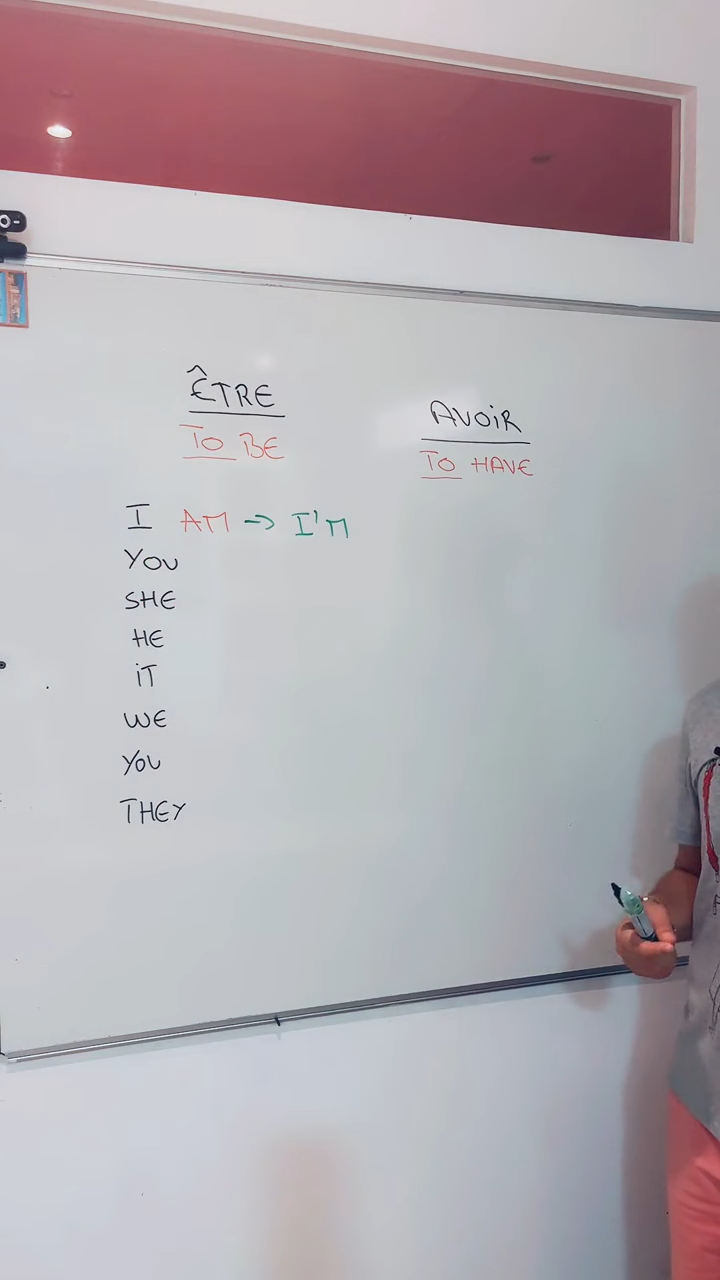 ÊTRE
TO BE
AVOIR
TO HAVE
I AM → I'M
YOU
SHE
HE
IT
WE
YOU
THEY